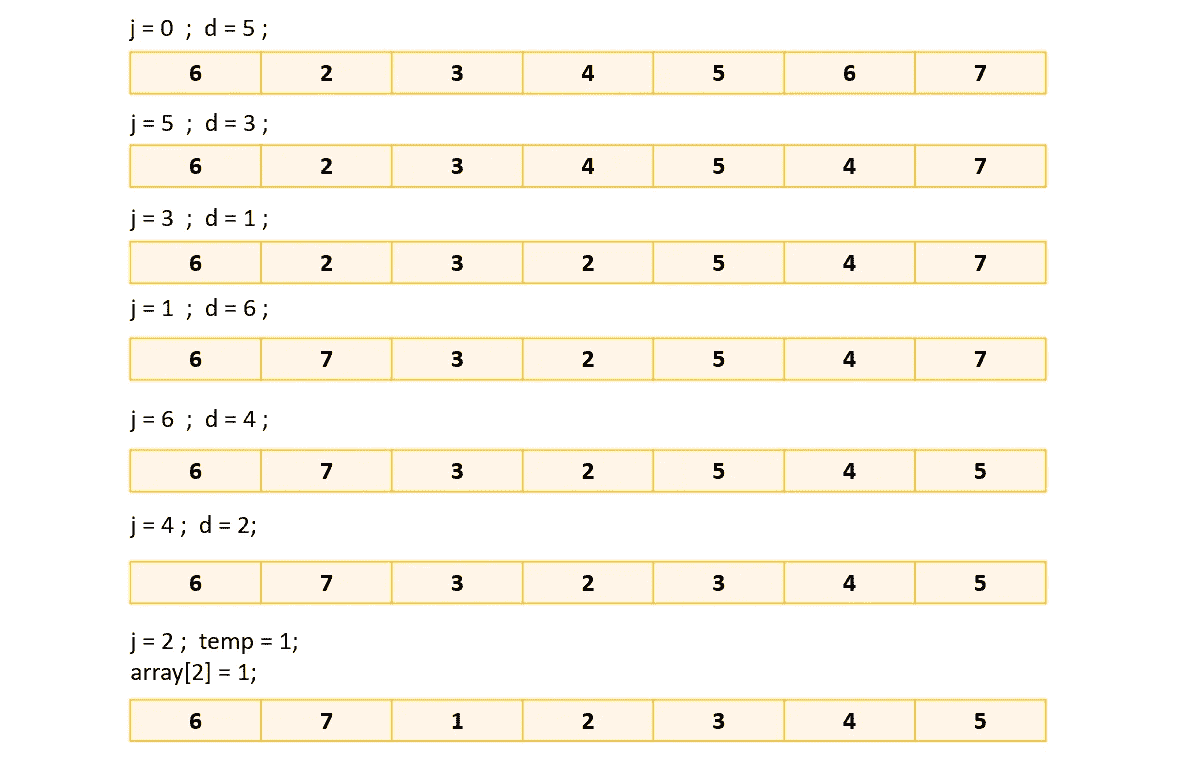 j = 0 ; d = 5 ;
6 2 3 4 5 6 7
j = 5 ; d = 3 ;
6 2 3 4 5 4 7
j = 3 ; d = 1 ;
6 2 3 2 5 4 7
j = 1 ; d = 6 ;
6 7 3 2 5 4 7
j = 6 ; d = 4 ;
6 7 3 2 5 4 5
j = 4 ; d = 2;
6 7 3 2 3 4 5
j = 2 ; temp = 1;
array[2] = 1;
6 7 1 2 3 4 5